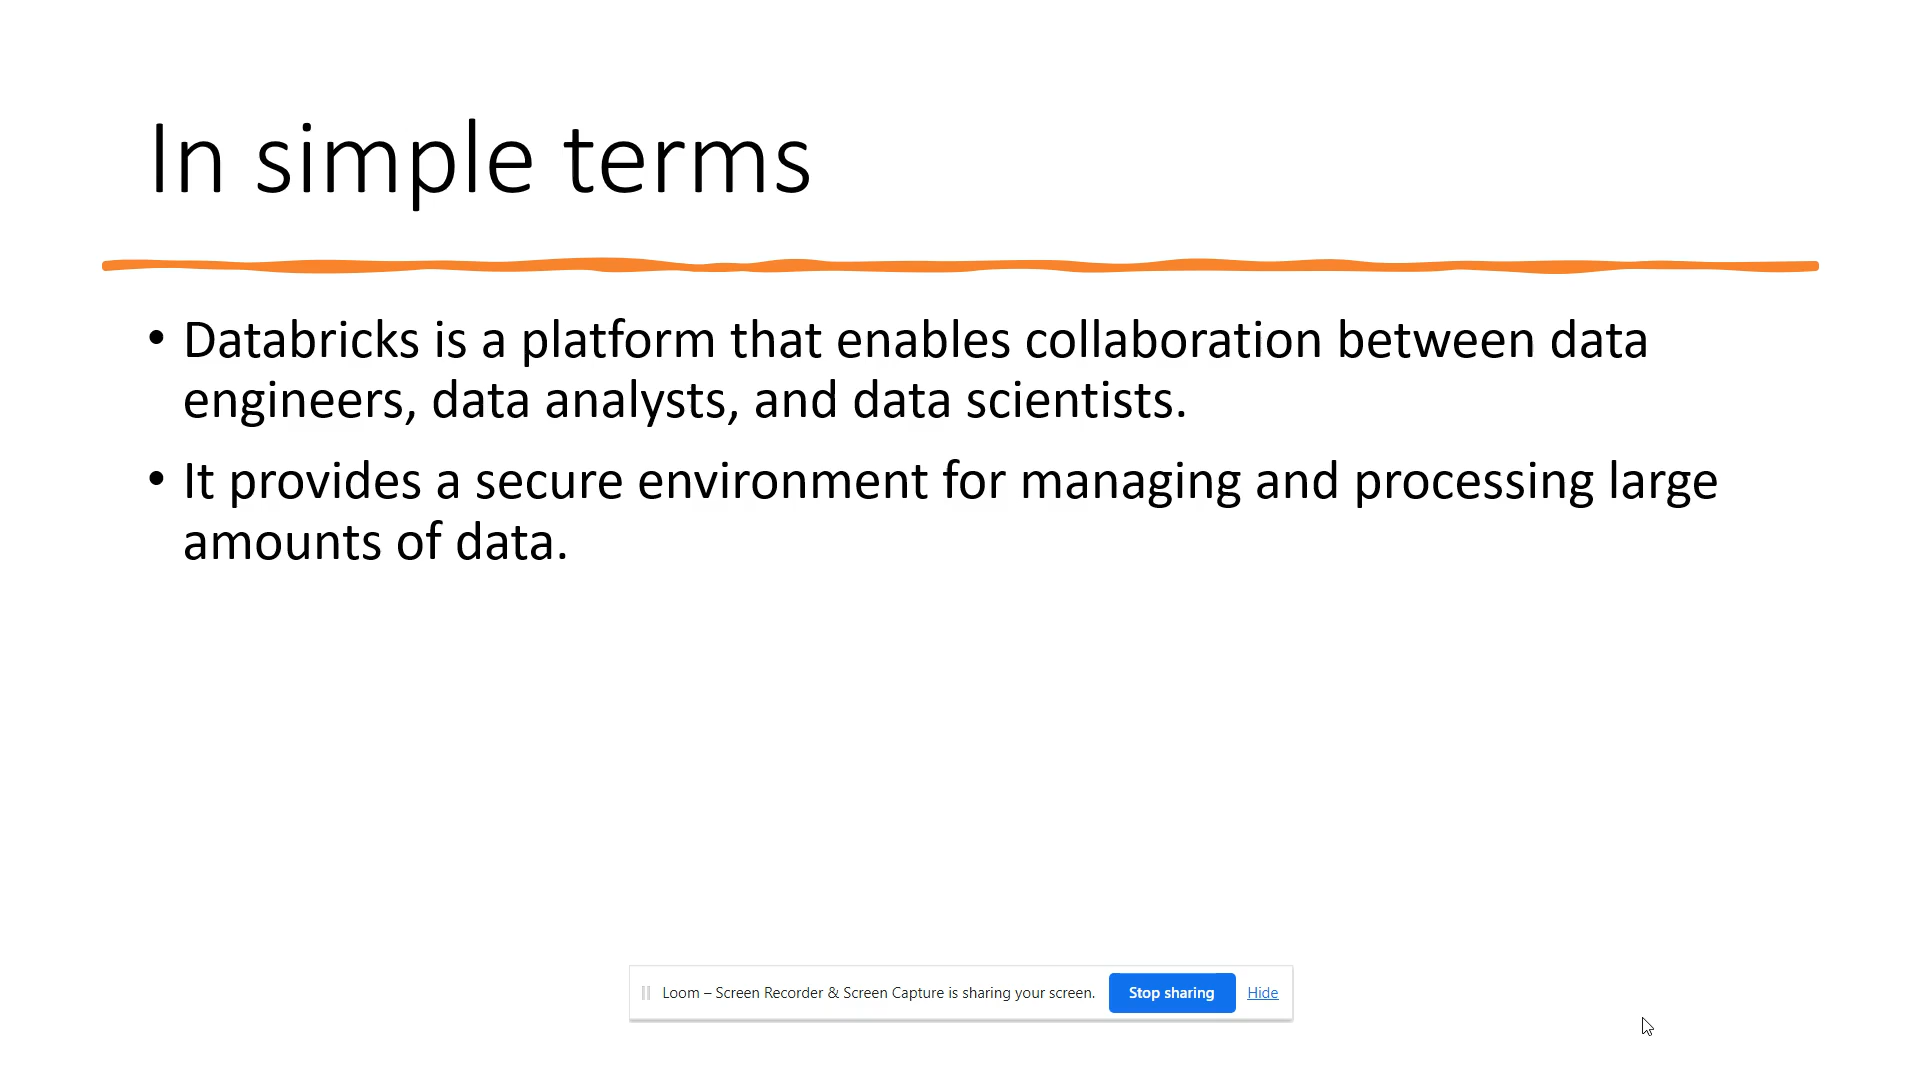 In simple terms
• Databricks is a platform that enables collaboration between data
engineers, data analysts, and data scientists.
• It provides a secure environment for managing and processing large
amounts of data.
Loom – Screen Recorder & Screen Capture is sharing your screen. Stop sharing Hide